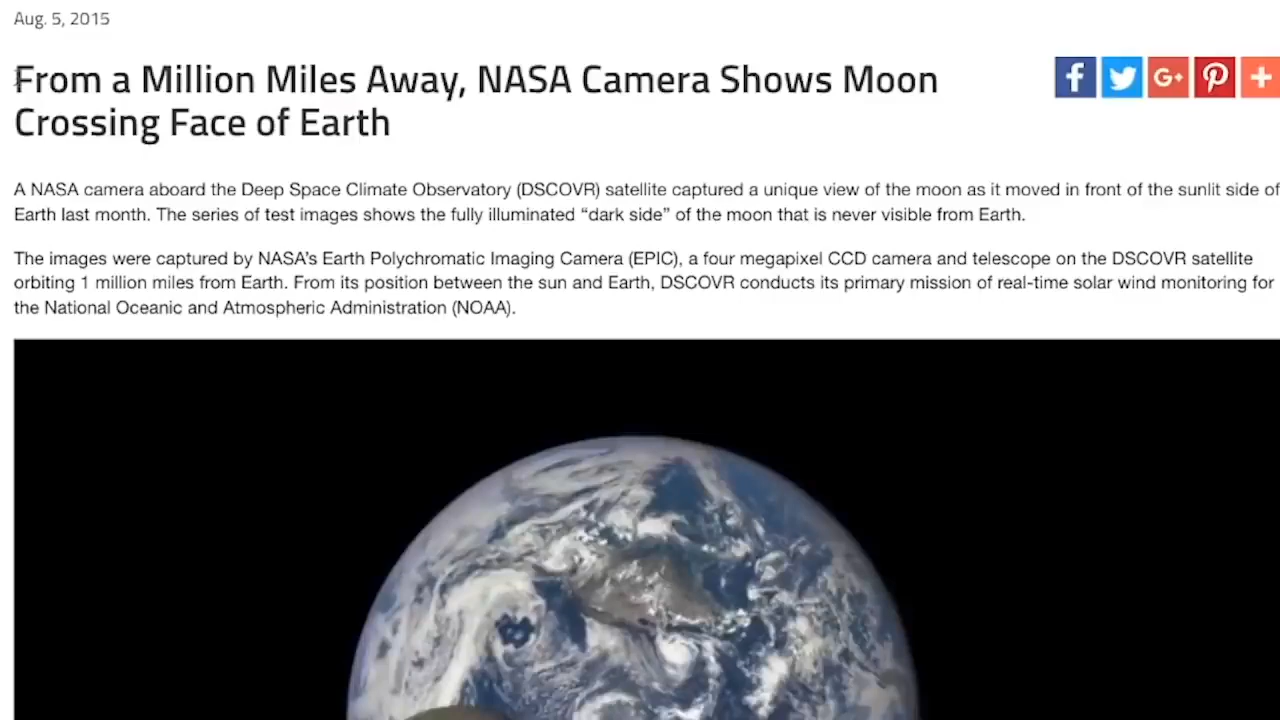 Aug. 5, 2015
From a Million Miles Away, NASA Camera Shows Moon
Crossing Face of Earth
f G+ +
A NASA camera aboard the Deep Space Climate Observatory (DSCOVR) satellite captured a unique view of the moon as it moved in front of the sunlit side of
Earth last month. The series of test images shows the fully illuminated “dark side” of the moon that is never visible from Earth.
The images were captured by NASA’s Earth Polychromatic Imaging Camera (EPIC), a four megapixel CCD camera and telescope on the DSCOVR satellite
orbiting 1 million miles from Earth. From its position between the sun and Earth, DSCOVR conducts its primary mission of real-time solar wind monitoring for
the National Oceanic and Atmospheric Administration (NOAA).